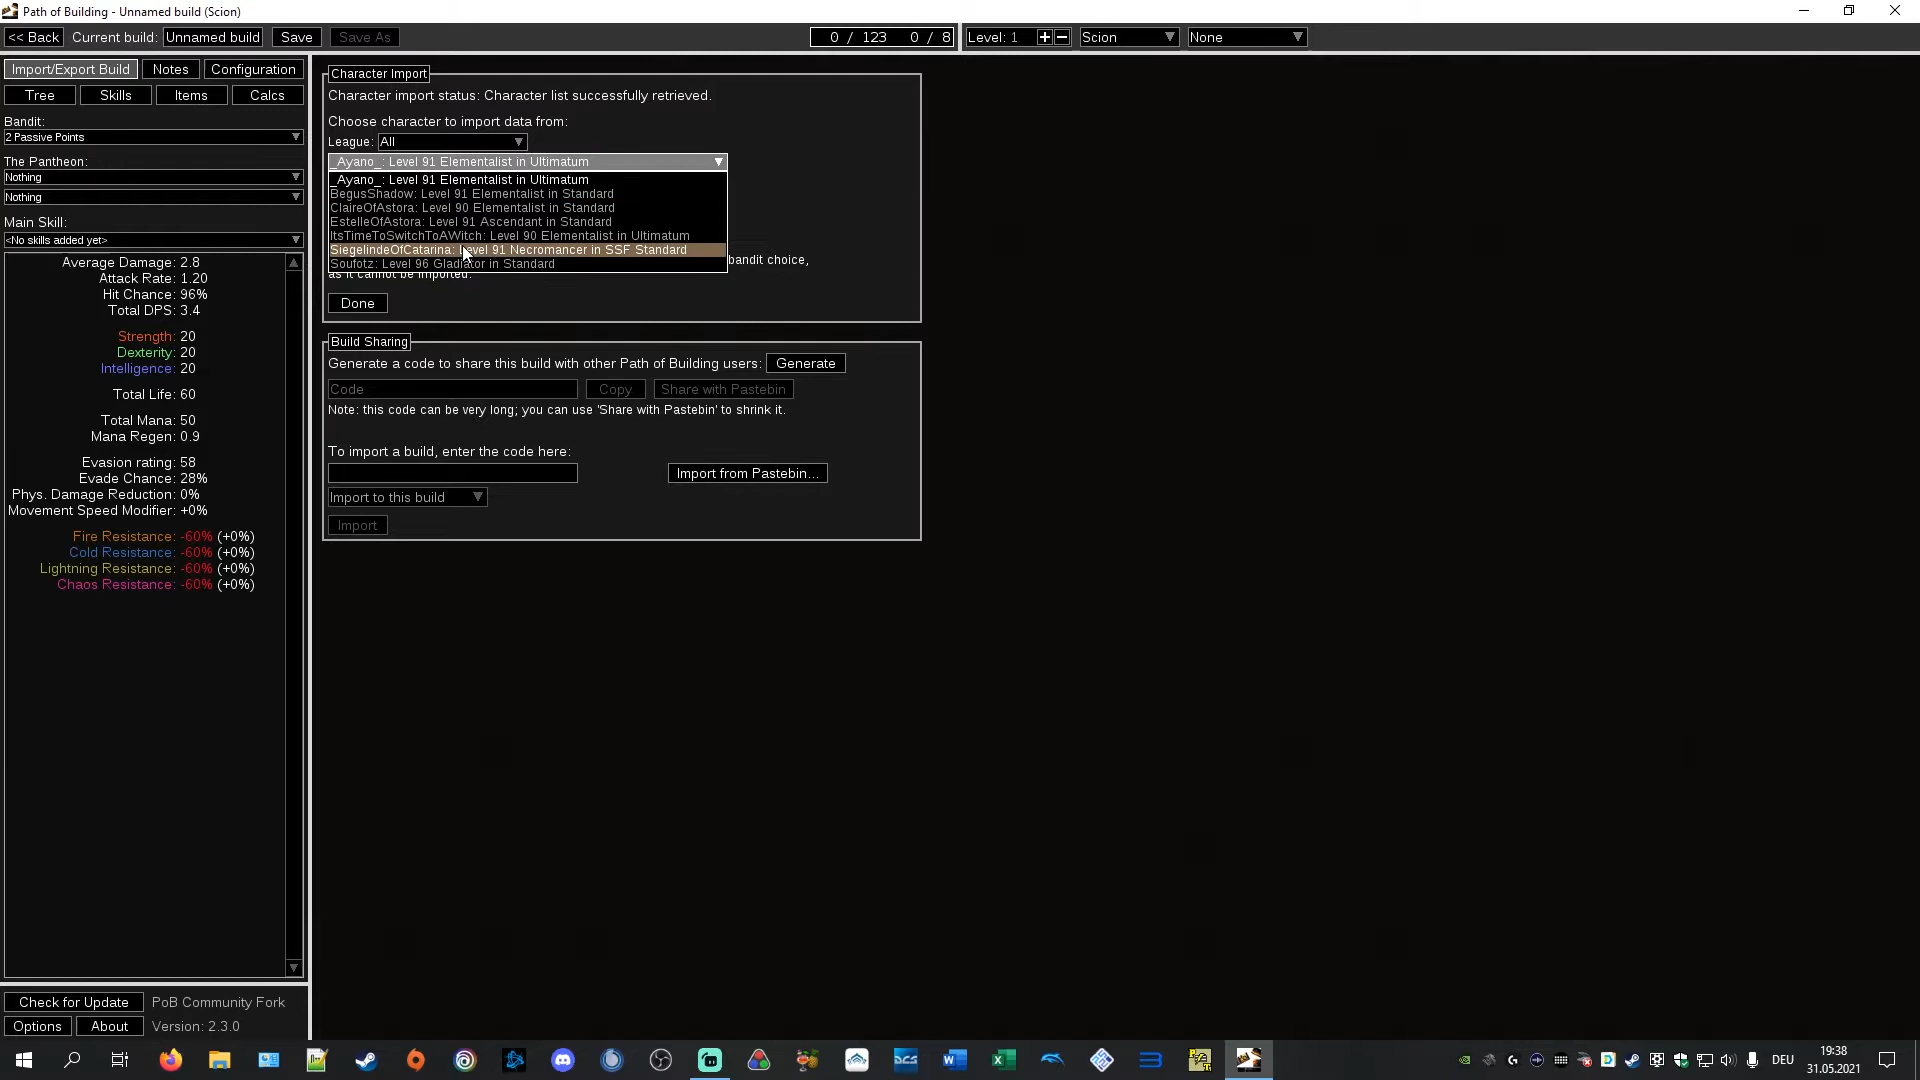 Path of Building - Unnamed build (Scion)
<< Back
Current build:
Unnamed build
Save
Save As
0 / 123 0 / 8
Level: 1
Scion
None
Import/Export Build
Notes
Configuration
Tree
Skills
Items
Calcs
Bandit:
2 Passive Points
The Pantheon:
Nothing
Nothing
Main Skill:
<No skills added yet>
Average Damage: 2.8
Attack Rate: 1.20
Hit Chance: 96%
Total DPS: 3.4
Strength: 20
Dexterity: 20
Intelligence: 20
Total Life: 60
Total Mana: 50
Mana Regen: 0.9
Evasion rating: 58
Evade Chance: 28%
Phys. Damage Reduction: 0%
Movement Speed Modifier: +0%
Fire Resistance: -60% (+0%)
Cold Resistance: -60% (+0%)
Lightning Resistance: -60% (+0%)
Chaos Resistance: -60% (+0%)
Check for Update
PoB Community Fork
Options
About
Version: 2.3.0
Character Import
Character import status: Character list successfully retrieved.
Choose character to import data from:
League: All
_Ayano_: Level 91 Elementalist in Ultimatum
_Ayano_: Level 91 Elementalist in Ultimatum
BegusShadow: Level 91 Elementalist in Standard
ClaireOfAstora: Level 90 Elementalist in Standard
EstelleOfAstora: Level 91 Ascendant in Standard
ItsTimeToSwitchToAWitch: Level 90 Elementalist in Ultimatum
SiegelindeOfCatarina: Level 91 Necromancer in SSF Standard
Soufotz: Level 96 Gladiator in Standard
bandit choice,
as it cannot be imported.
Done
Build Sharing
Generate a code to share this build with other Path of Building users:
Generate
Code
Copy
Share with Pastebin
Note: this code can be very long; you can use 'Share with Pastebin' to shrink it.
To import a build, enter the code here:
Import from Pastebin...
Import to this build
Import
DEU
19:38
31.05.2021